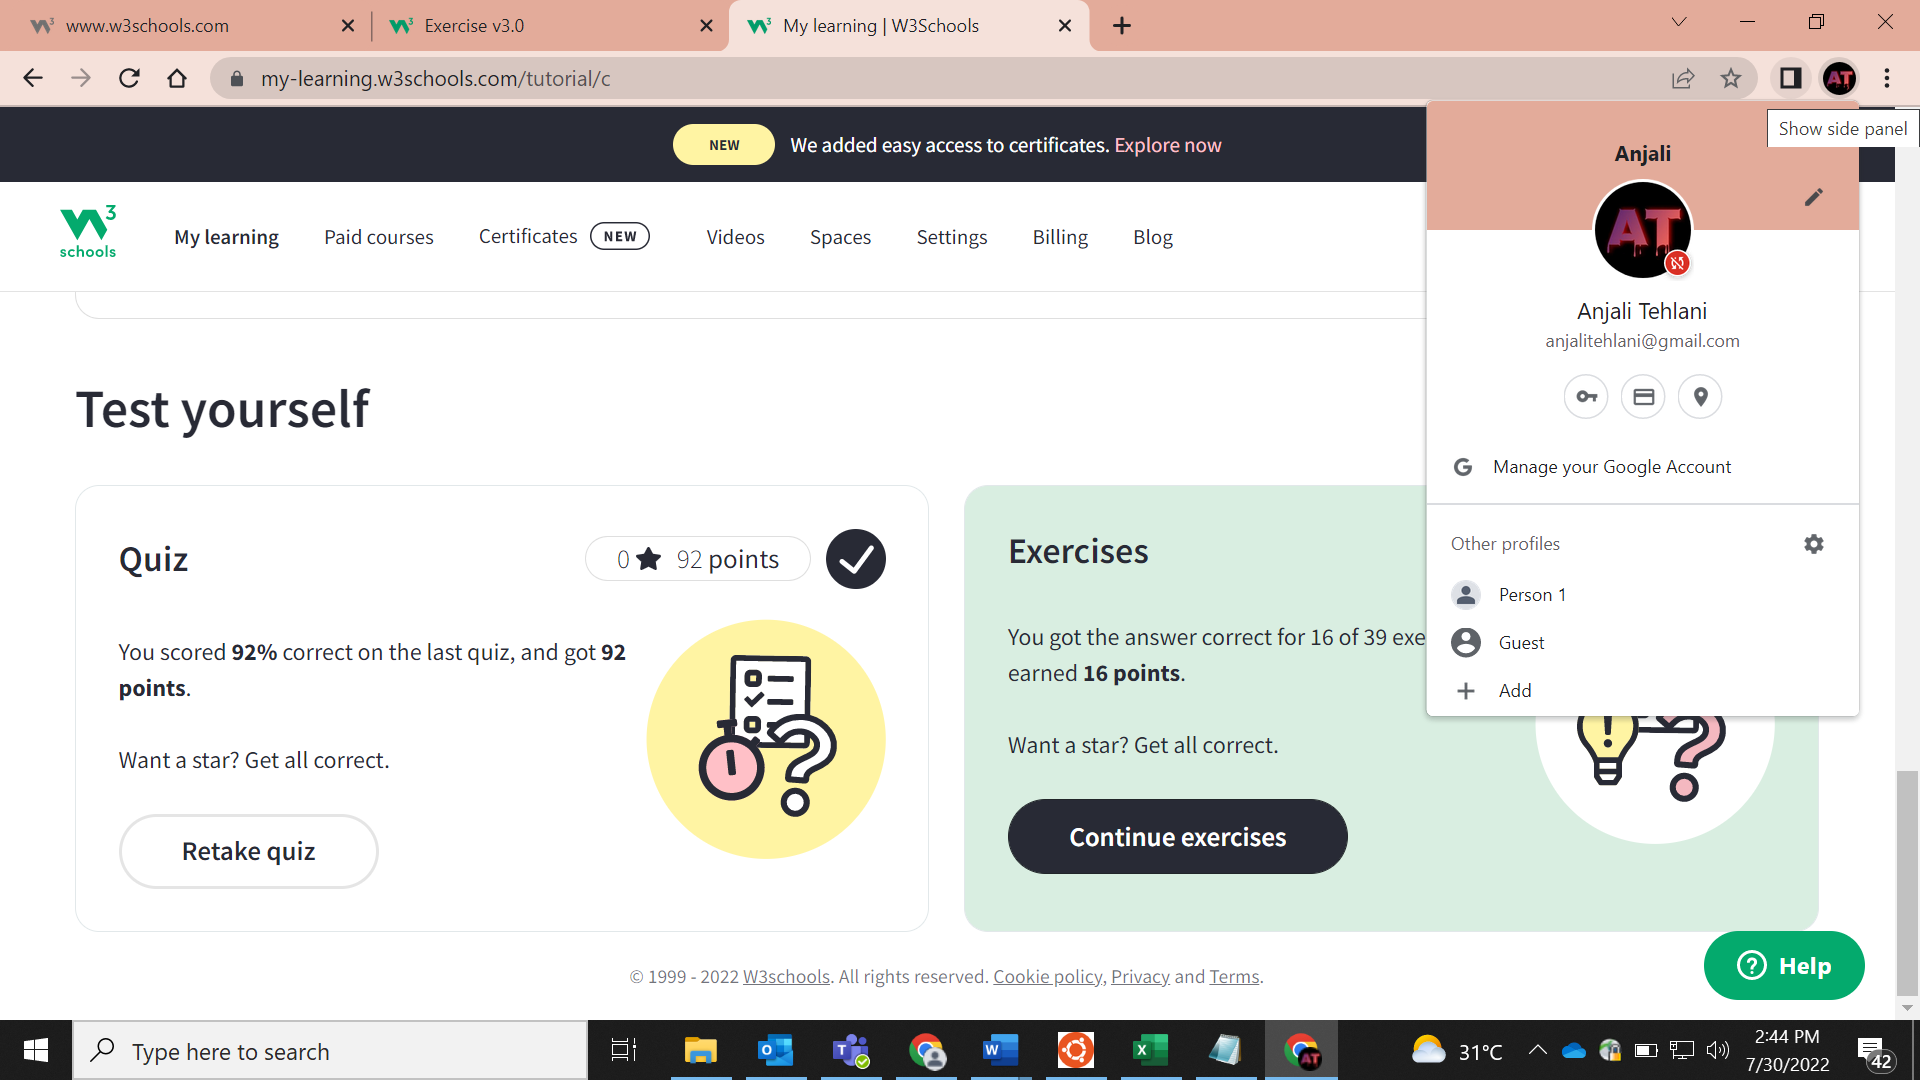 www.w3schools.com
Exercise v3.0
My learning | W3Schools
my-learning.w3schools.com/tutorial/c
AT
Show side panel
NEW We added easy access to certificates. Explore now
Anjali
AT
3
schools
My learning
Paid courses
Certificates NEW
Videos
Spaces
Settings
Billing
Blog
Anjali Tehlani
anjalitehlani@gmail.com
Manage your Google Account
Other profiles
Person 1
Guest
Add
Test yourself
Quiz
0 ★ 92 points
You scored 92% correct on the last quiz, and got 92
points.
Want a star? Get all correct.
Retake quiz
Exercises
You got the answer correct for 16 of 39 exe
earned 16 points.
Want a star? Get all correct.
Continue exercises
© 1999 - 2022 W3schools. All rights reserved. Cookie policy, Privacy and Terms.
Help
Type here to search
31°C
2:44 PM
7/30/2022
42